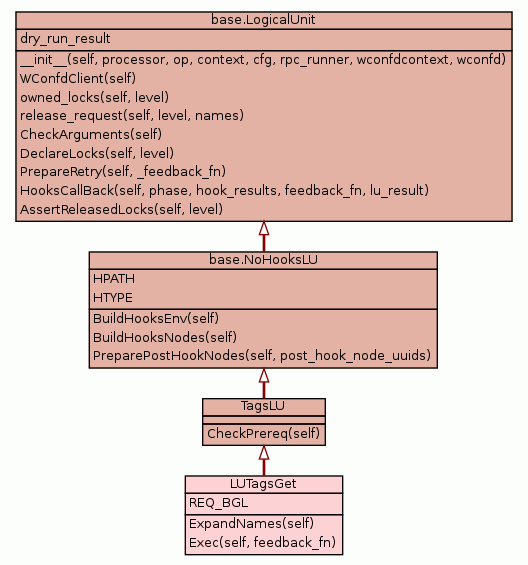 base.LogicalUnit
dry_run_result
__init__(self, processor, op, context, cfg, rpc_runner, wconfdcontext, wconfd)
WConfdClient(self)
owned_locks(self, level)
release_request(self, level, names)
CheckArguments(self)
DeclareLocks(self, level)
PrepareRetry(self, _feedback_fn)
HooksCallBack(self, phase, hook_results, feedback_fn, lu_result)
AssertReleasedLocks(self, level)
base.NoHooksLU
HPATH
HTYPE
BuildHooksEnv(self)
BuildHooksNodes(self)
PreparePostHookNodes(self, post_hook_node_uuids)
TagsLU
CheckPrereq(self)
LUTagsGet
REQ_BGL
ExpandNames(self)
Exec(self, feedback_fn)